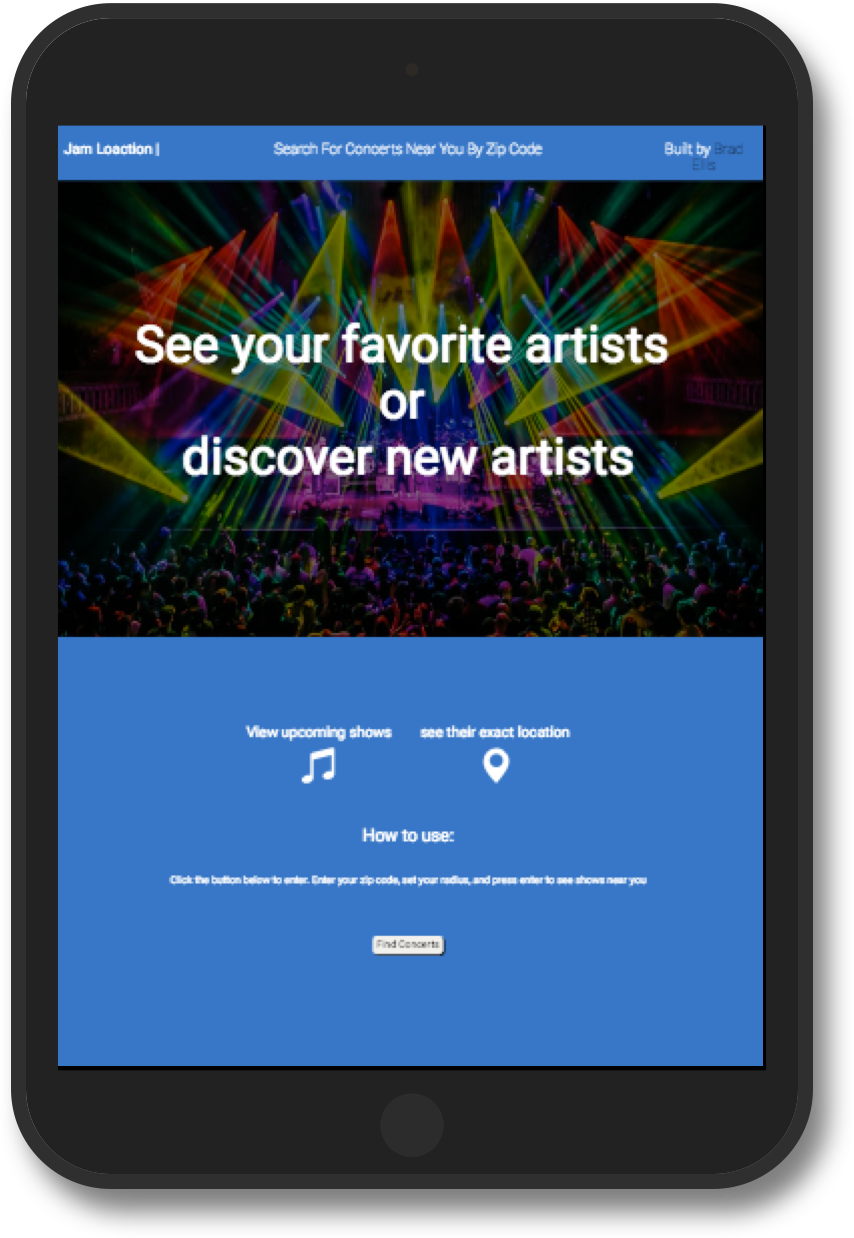 Jam Loaction |
Search For Concerts Near You By Zip Code
Built by Brad
Ellis
See your favorite artists
or
discover new artists
View upcoming shows
see their exact location
How to use:
Click the button below to enter. Enter your zip code, set your radius, and press enter to see shows near you
Find Concerts